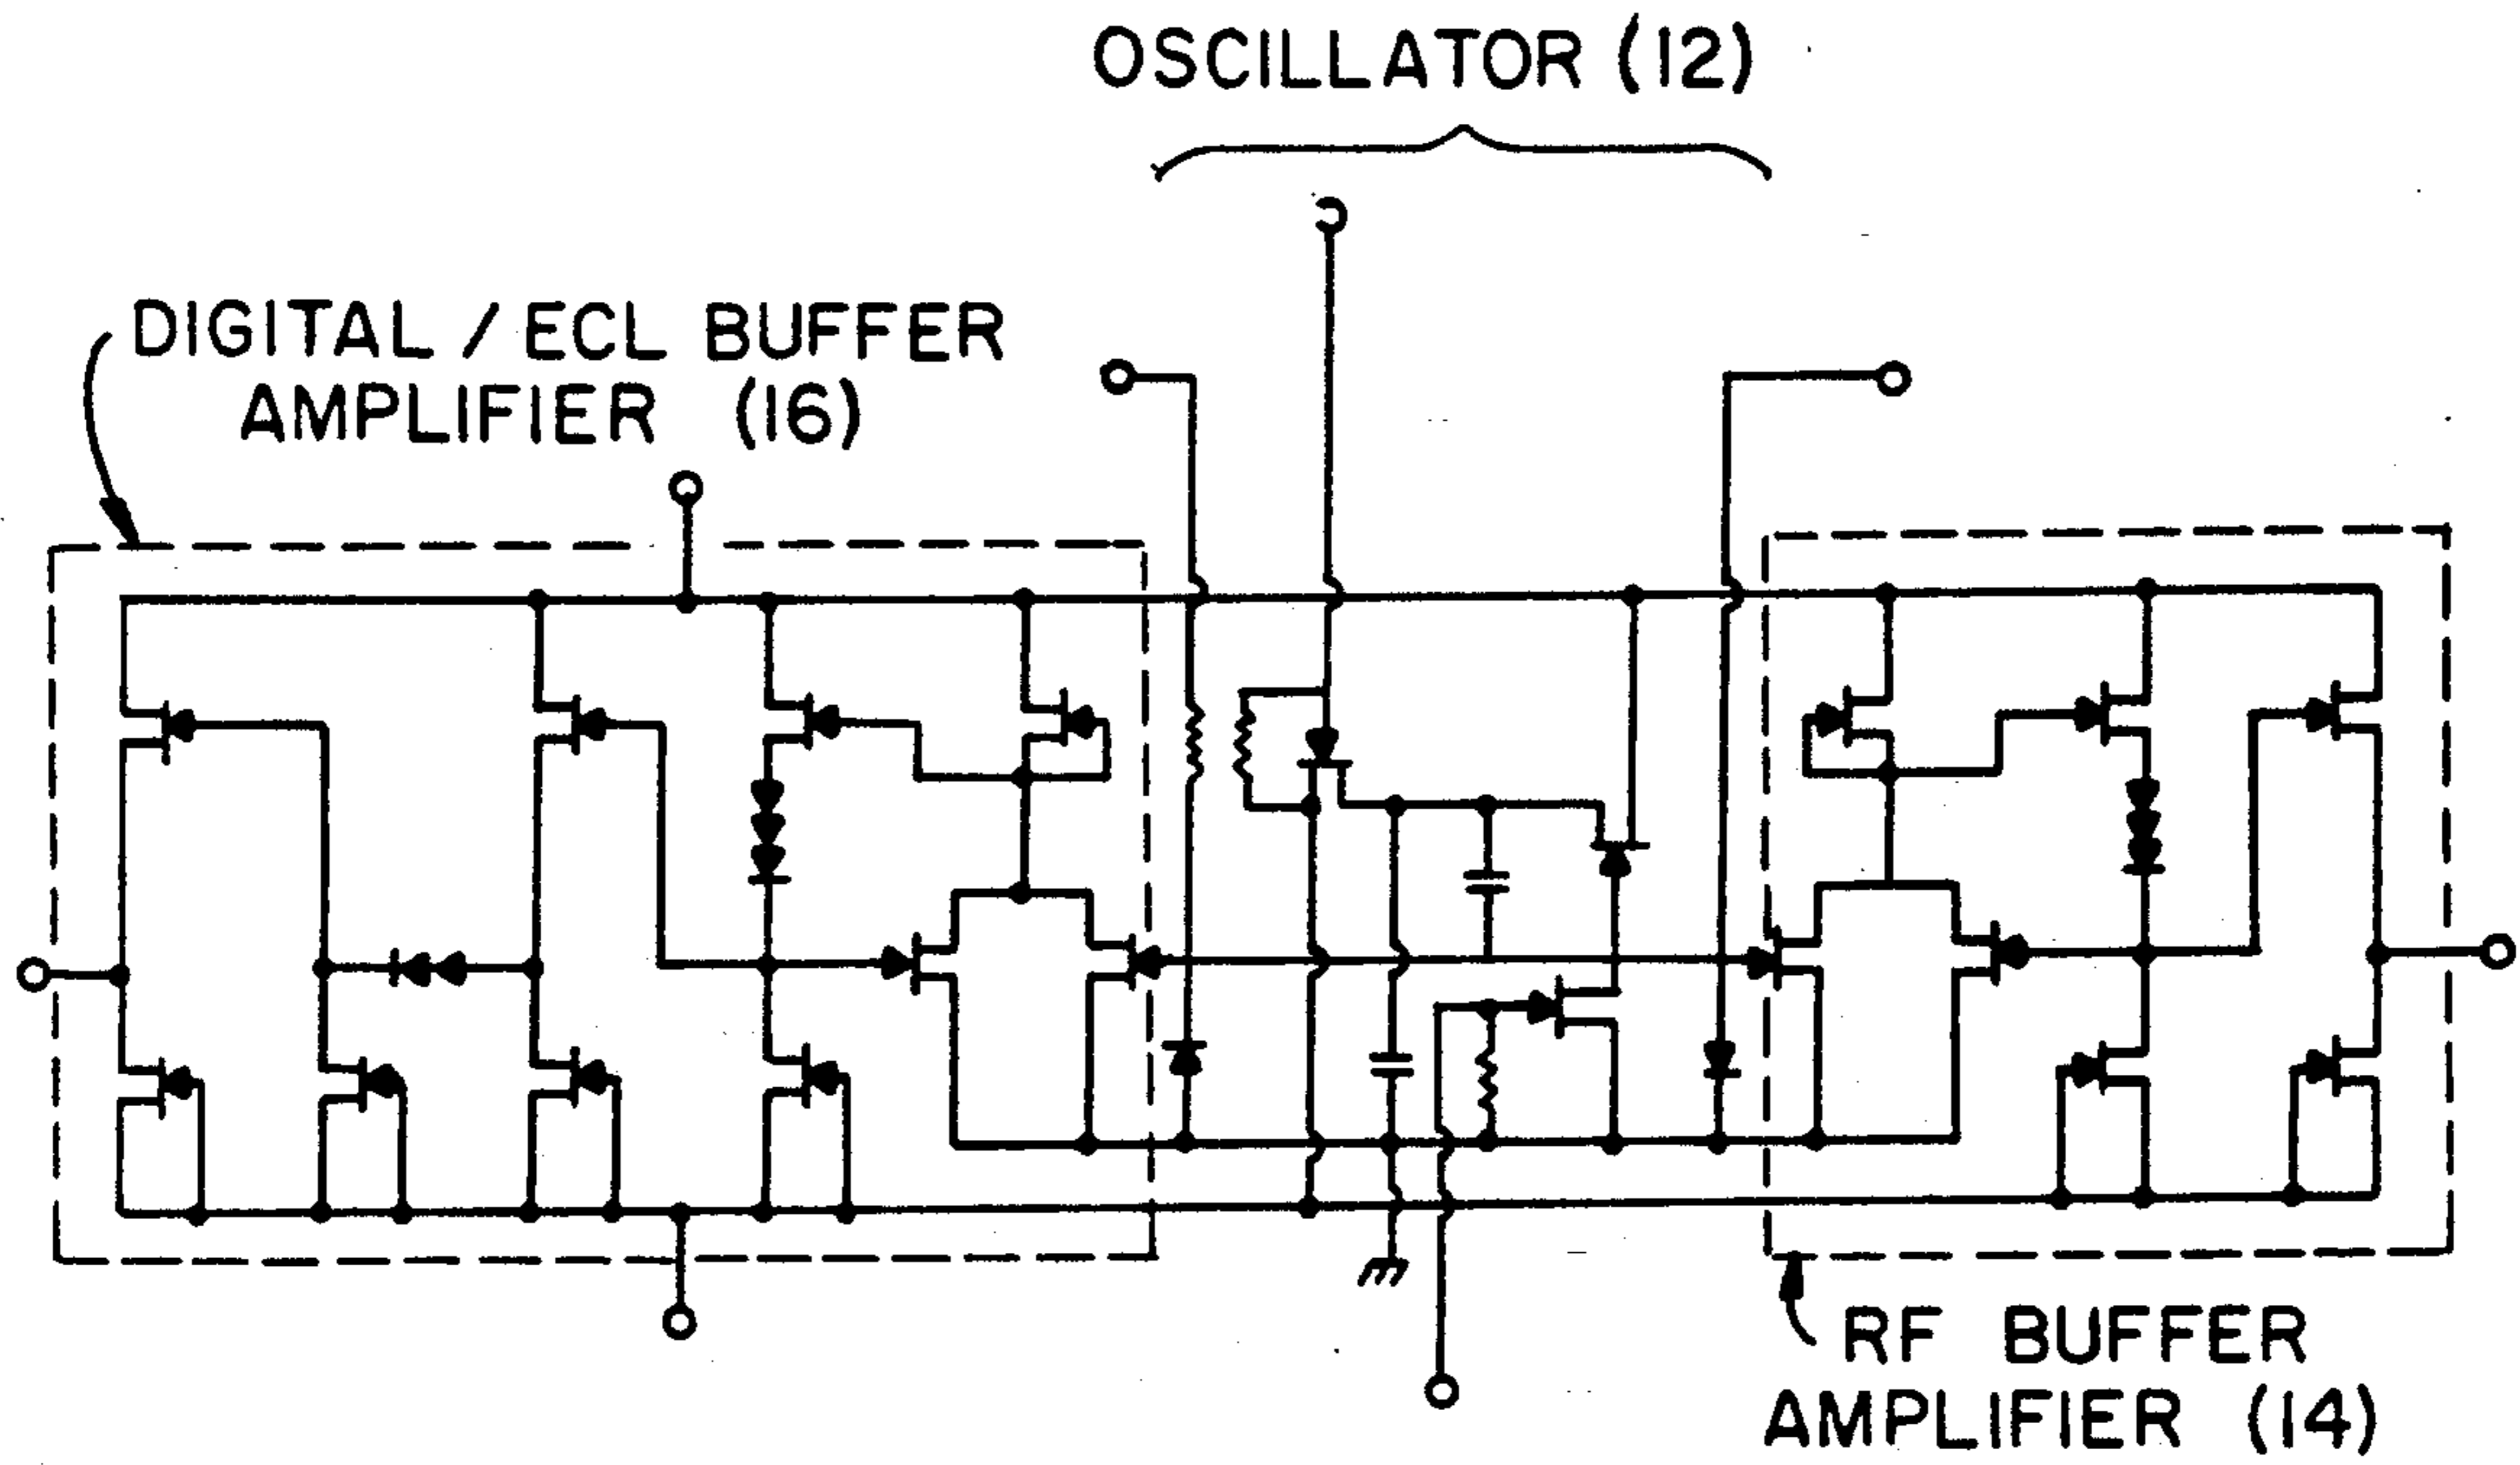 OSCILLATOR (12)
DIGITAL / ECL BUFFER
AMPLIFIER (16)
RF BUFFER
AMPLIFIER (14)